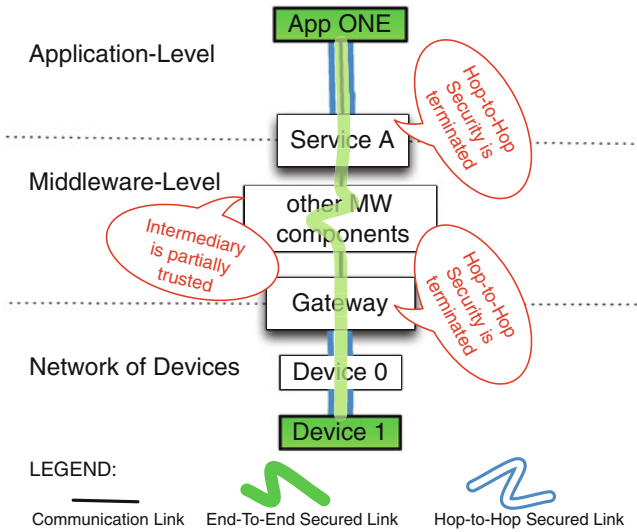 App ONE
Application-Level
Hop-to-Hop
Security is
terminated
Service A
Middleware-Level
other MW
components
Intermediary
is partially
trusted
Hop-to-Hop
Security is
terminated
Gateway
Network of Devices
Device 0
Device 1
LEGEND:
Communication Link
End-To-End Secured Link
Hop-to-Hop Secured Link